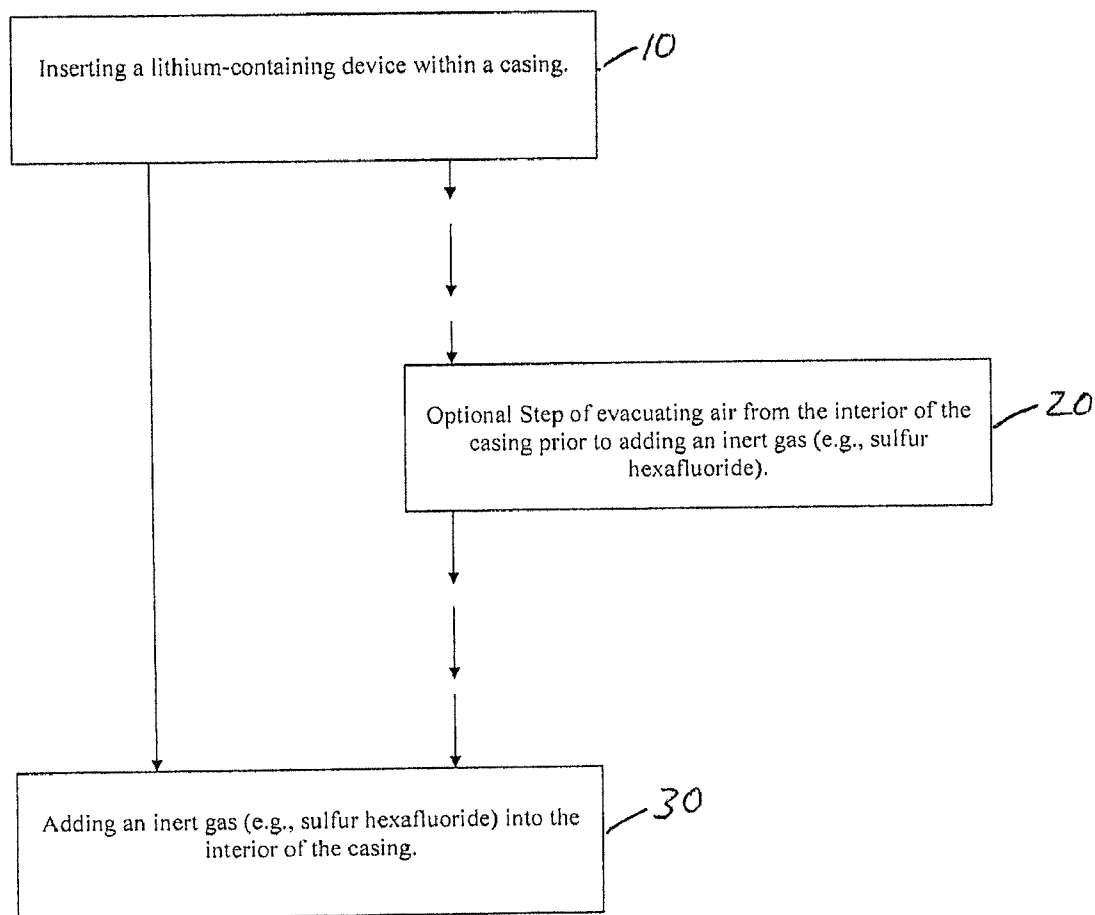 Inserting a lithium-containing device within a casing.
10
Optional Step of evacuating air from the interior of the
casing prior to adding an inert gas (e.g., sulfur
hexafluoride).
20
Adding an inert gas (e.g., sulfur hexafluoride) into the
interior of the casing.
30